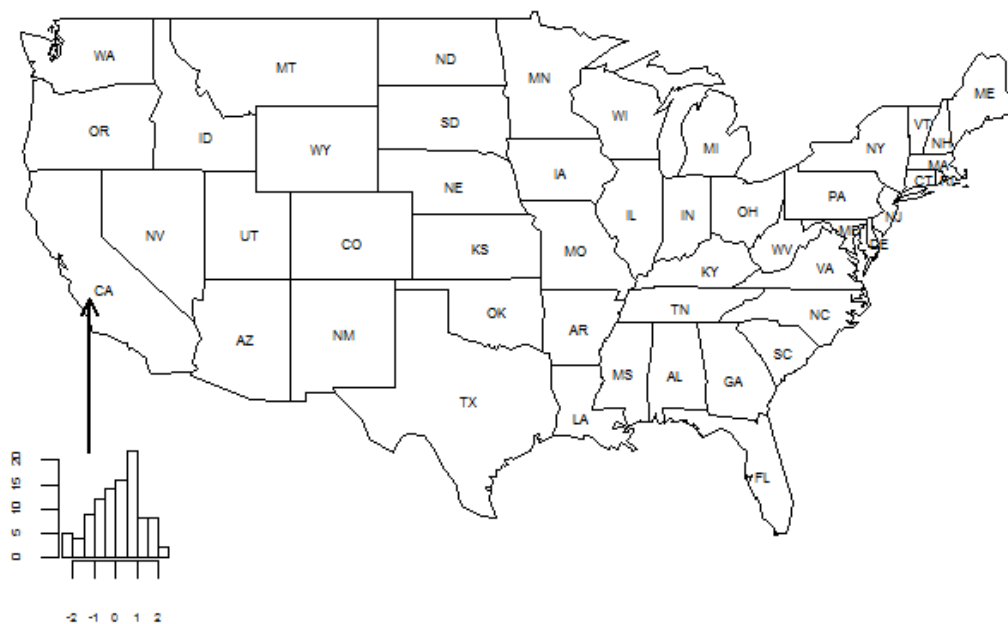 WA
MT
ND
MN
ME
OR
ID
SD
WI
VT
NH
WY
MI
NY
MA
IA
CT
NE
PA
NV
UT
CO
IL
IN
OH
NJ
KS
MO
WV
DE
KY
VA
CA
OK
TN
NC
AZ
NM
AR
SC
MS
AL
GA
TX
LA
FL
20
15
10
5
0
-2 -1 0 1 2